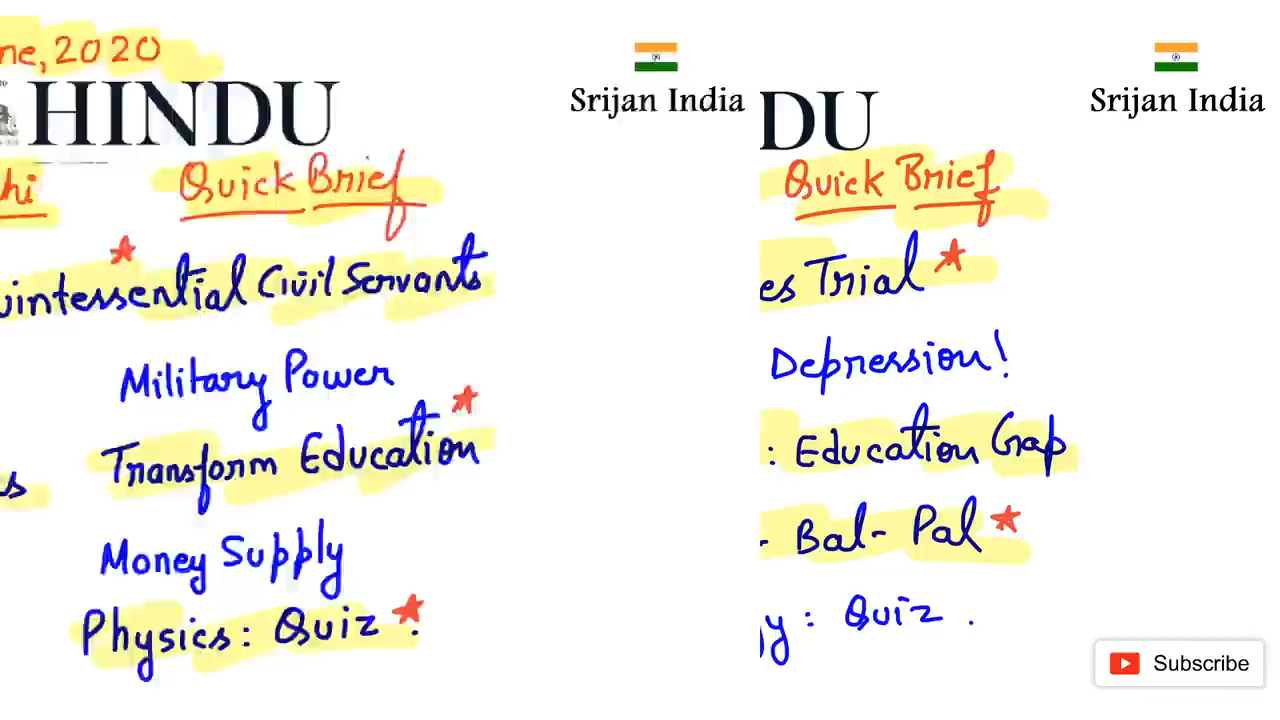 ne, 2020
HINDU
Srijan India
hi Quick Brief
uintessential Civil Servants
Military Power
Transform Education
s
Money Supply
Physics: Quiz.
DU
Srijan India
Quick Brief
es Trial
Depression!
: Education Gap
- Bal- Pal
gy: Quiz.
Subscribe